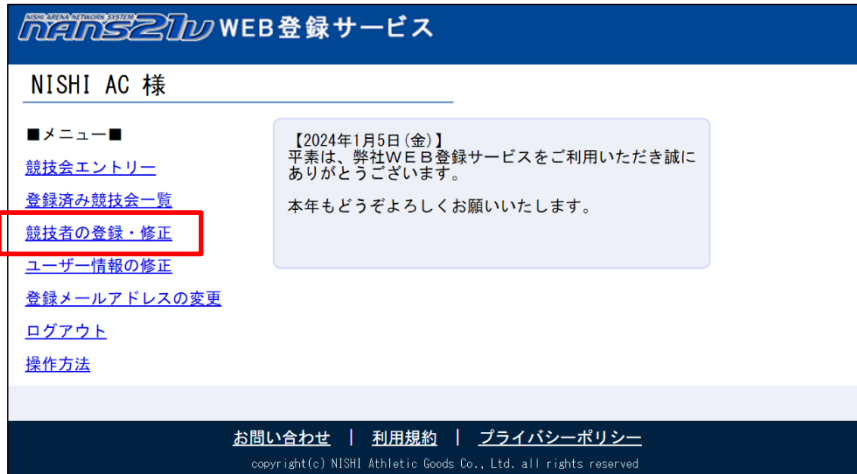 NISHI ARENA NETWORK SYSTEM
NANS21V WEB登録サービス
NISHI AC 様
■メニュー■
競技会エントリー
登録済み競技会一覧
競技者の登録・修正
ユーザー情報の修正
登録メールアドレスの変更
ログアウト
操作方法
【2024年1月5日(金)】
平素は、弊社ＷＥＢ登録サービスをご利用いただき誠に
ありがとうございます。
本年もどうぞよろしくお願いいたします。
お問い合わせ | 利用規約 | プライバシーポリシー
copyright(c) NISHI Athletic Goods Co., Ltd. all rights reserved